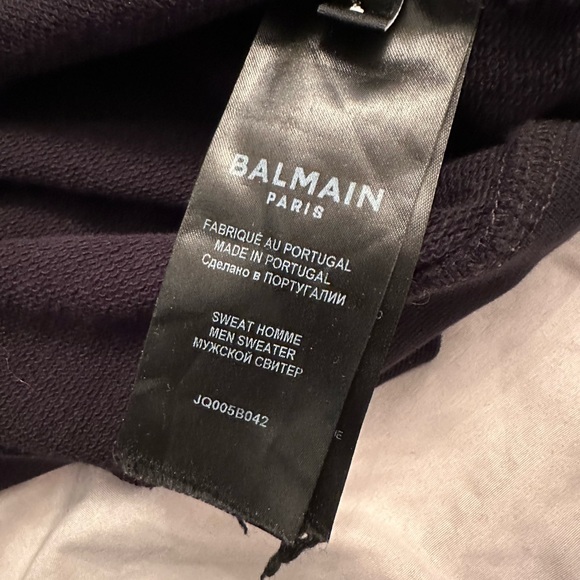 BALMAIN
PARIS
FABRIQUÉ AU PORTUGAL
MADE IN PORTUGAL
Сделано в ПОРТУГАЛИИ
SWEAT HOMME
MEN SWEATER
МУЖСКОЙ СВИТЕР
JQ005B042